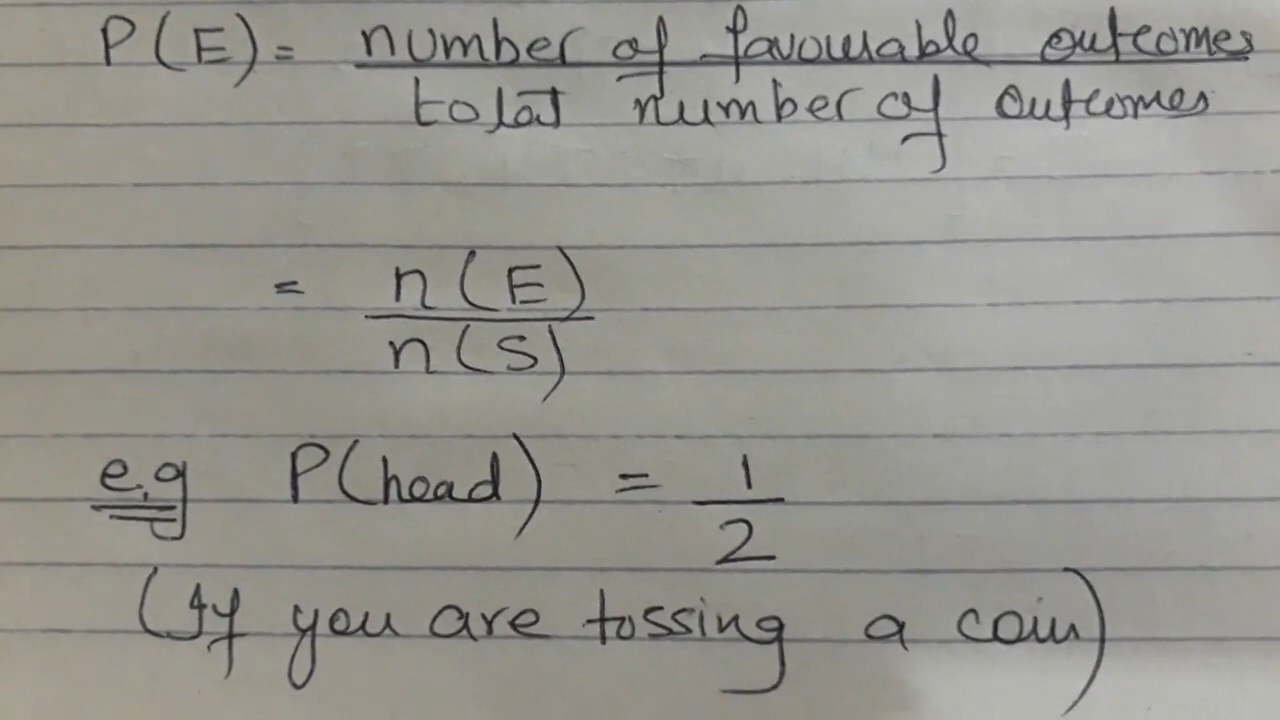 P(E) = number of favourable outcomes
total number of outcomes
= n(E)
n(S)
e.g P(head) = 1
2
(If you are tossing a coin)